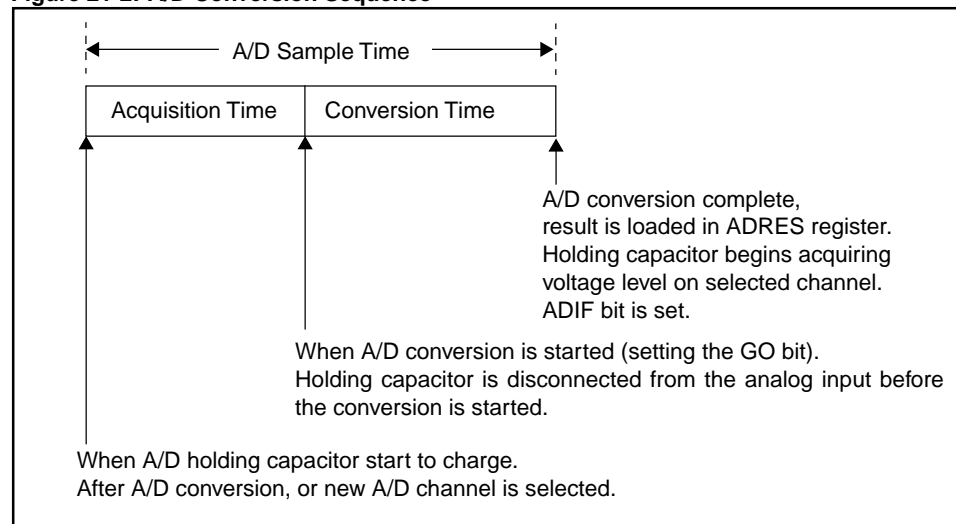 A/D Sample Time
Acquisition Time
Conversion Time
A/D conversion complete,
result is loaded in ADRES register.
Holding capacitor begins acquiring
voltage level on selected channel.
ADIF bit is set.
When A/D conversion is started (setting the GO bit).
Holding capacitor is disconnected from the analog input before
the conversion is started.
When A/D holding capacitor start to charge.
After A/D conversion, or new A/D channel is selected.